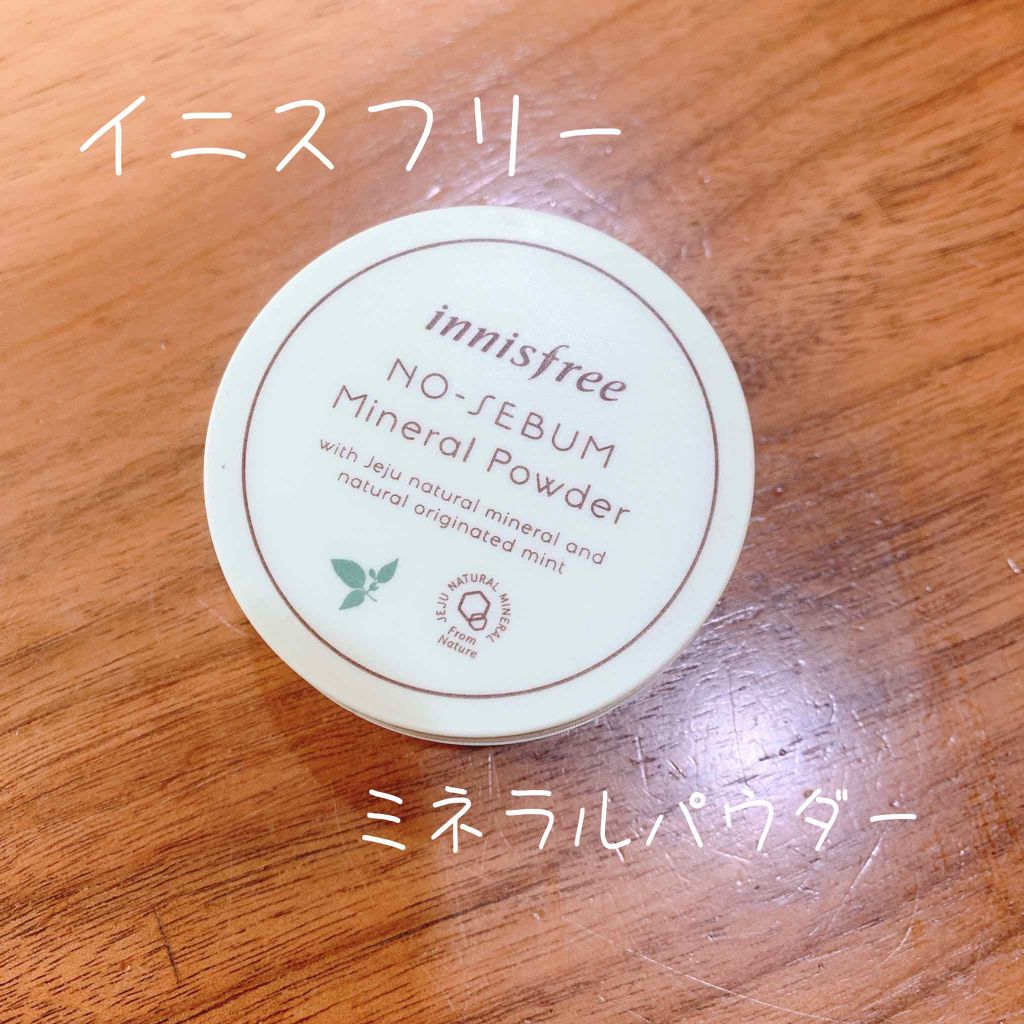 イニスフリー
innisfree
NO-SEBUM
Mineral Powder
with Jeju natural mineral and
natural originated mint
JEJU NATURAL MINERAL
From
Nature
ミネラルパウダー